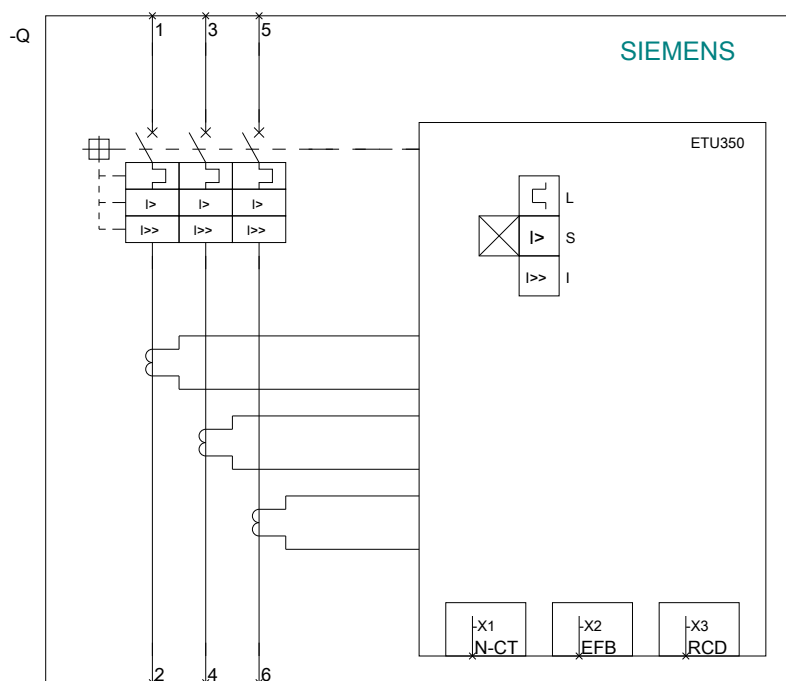 1 3 5
-Q
SIEMENS
ETU350
L
I> I> I> I> S
I>> I>> I>> I>> I
-X1 -X2 -X3
N-CT EFB RCD
2 4 6